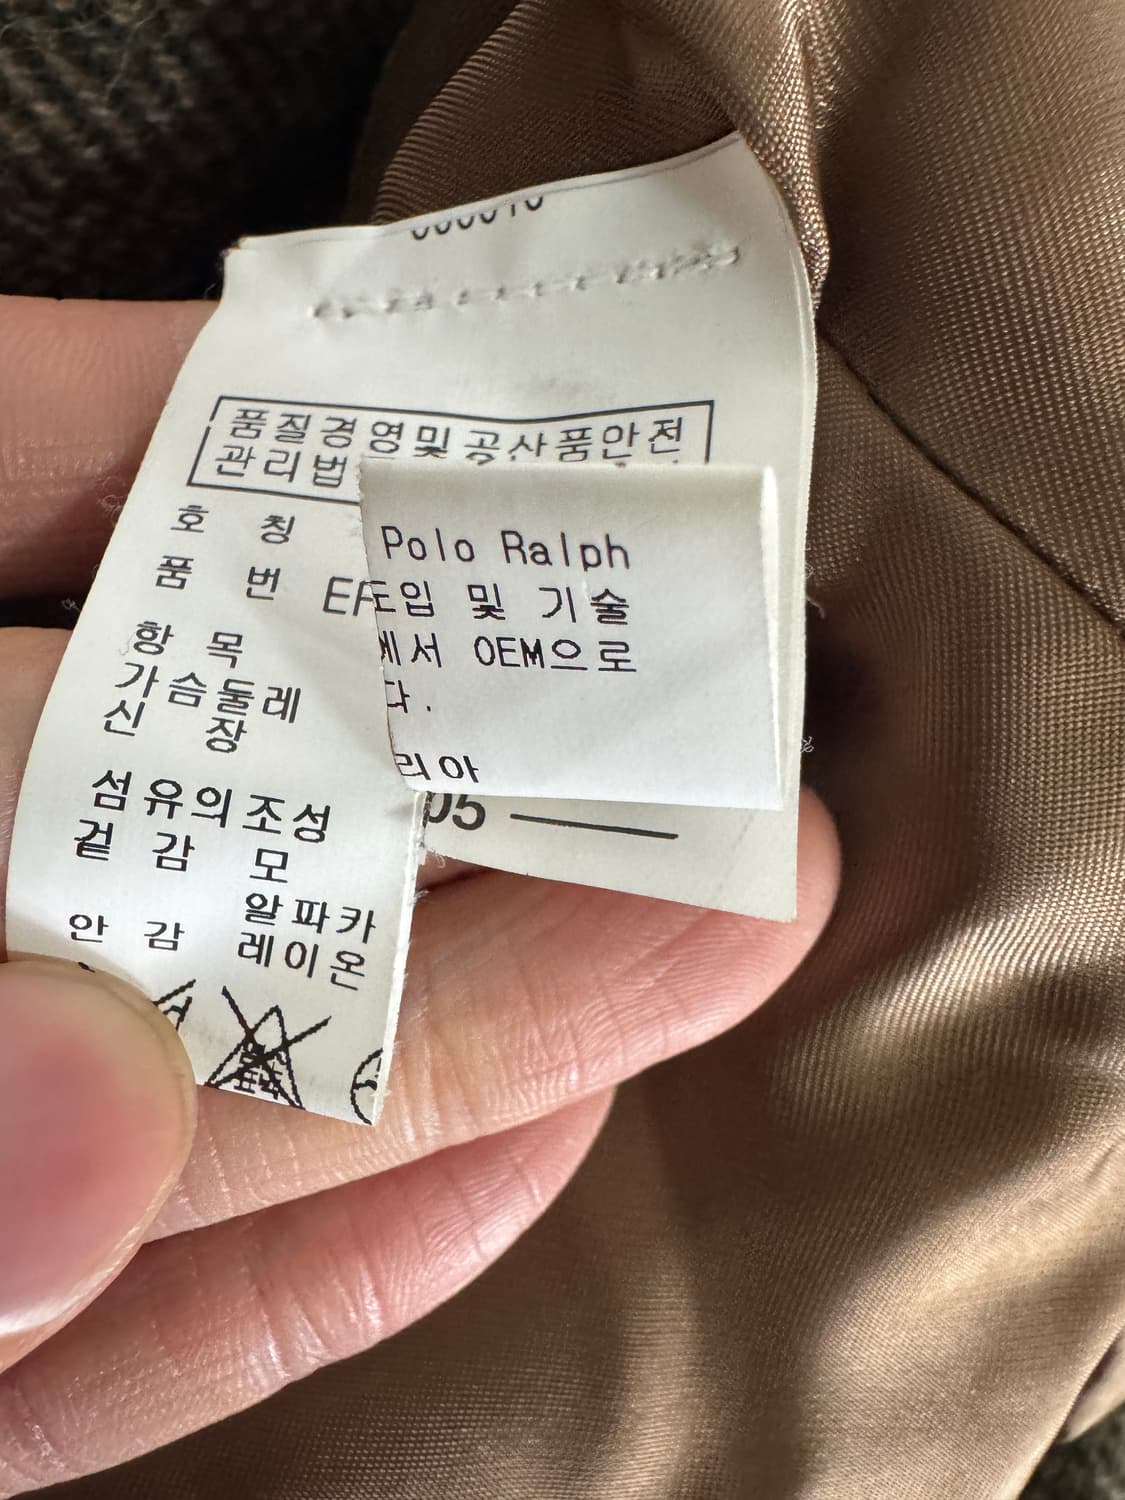 품질경영및공산품안전
관리법
호 칭
품 번
항 목
가슴둘레
신 장
섬유의조성
겉 감 모
알파카
안 감 레이온
Polo Ralph
도입 및 기술
에서 OEM으로
다.
리아
05